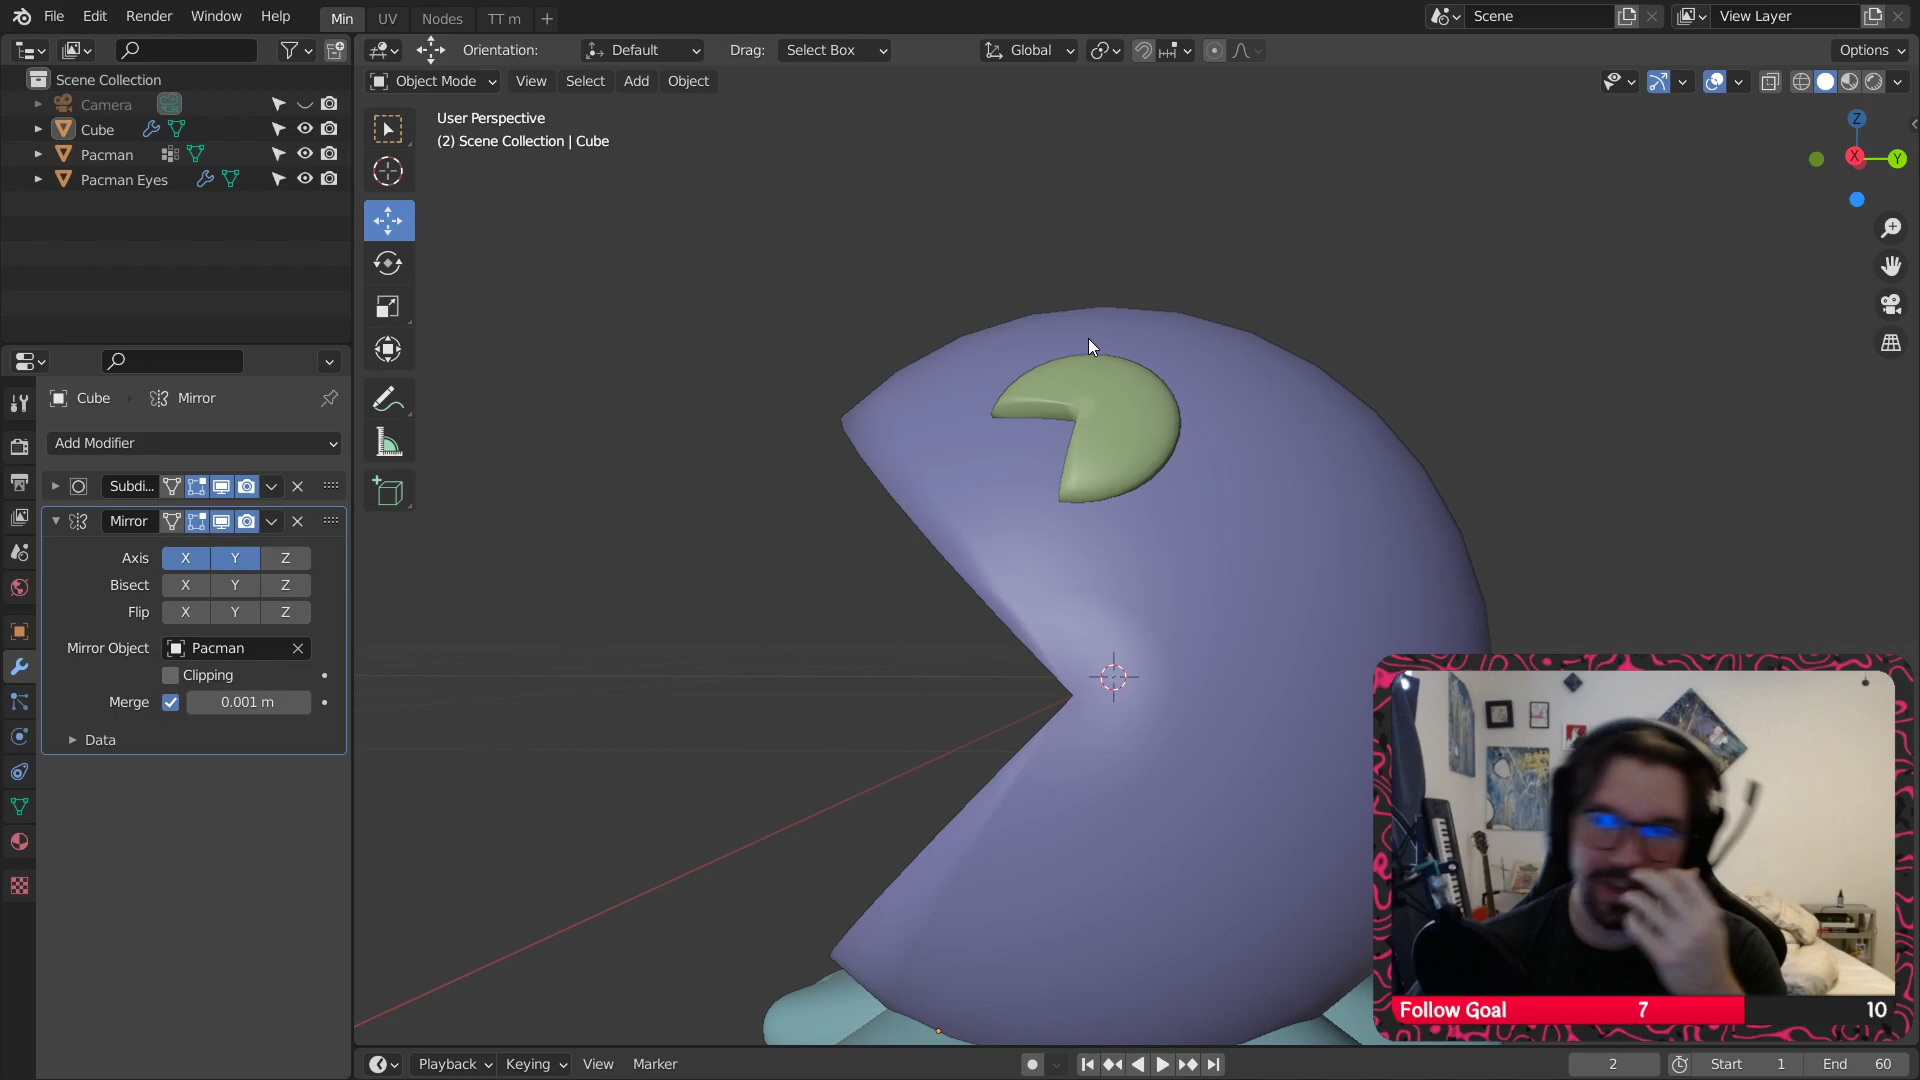 File Edit Render Window Help
Min UV Nodes TT m +
Scene
View Layer
Orientation: Default Drag: Select Box
Global
Options
Object Mode View Select Add Object
Scene Collection
Camera
Cube
Pacman
Pacman Eyes
User Perspective
(2) Scene Collection | Cube
Z
X
Y
Cube Mirror
Add Modifier
Subdi...
Mirror
Axis X Y Z
Bisect X Y Z
Flip X Y Z
Mirror Object Pacman
Clipping
Merge 0.001 m
Data
Follow Goal 7 10
Playback Keying View Marker
2 Start 1 End 60